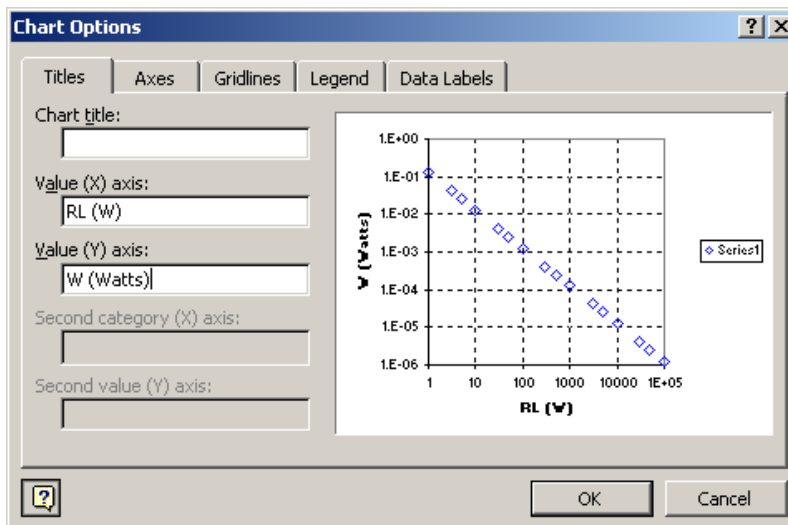 Chart Options
Titles Axes Gridlines Legend Data Labels
Chart title:
Value (X) axis:
RL (W)
Value (Y) axis:
W (Watts)
Second category (X) axis:
Second value (Y) axis:
1.E+00
1.E-01
1.E-02
1.E-03
1.E-04
1.E-05
1.E-06
W (Watts)
1 10 100 1000 10000 1E+05
RL (W)
Series1
OK Cancel